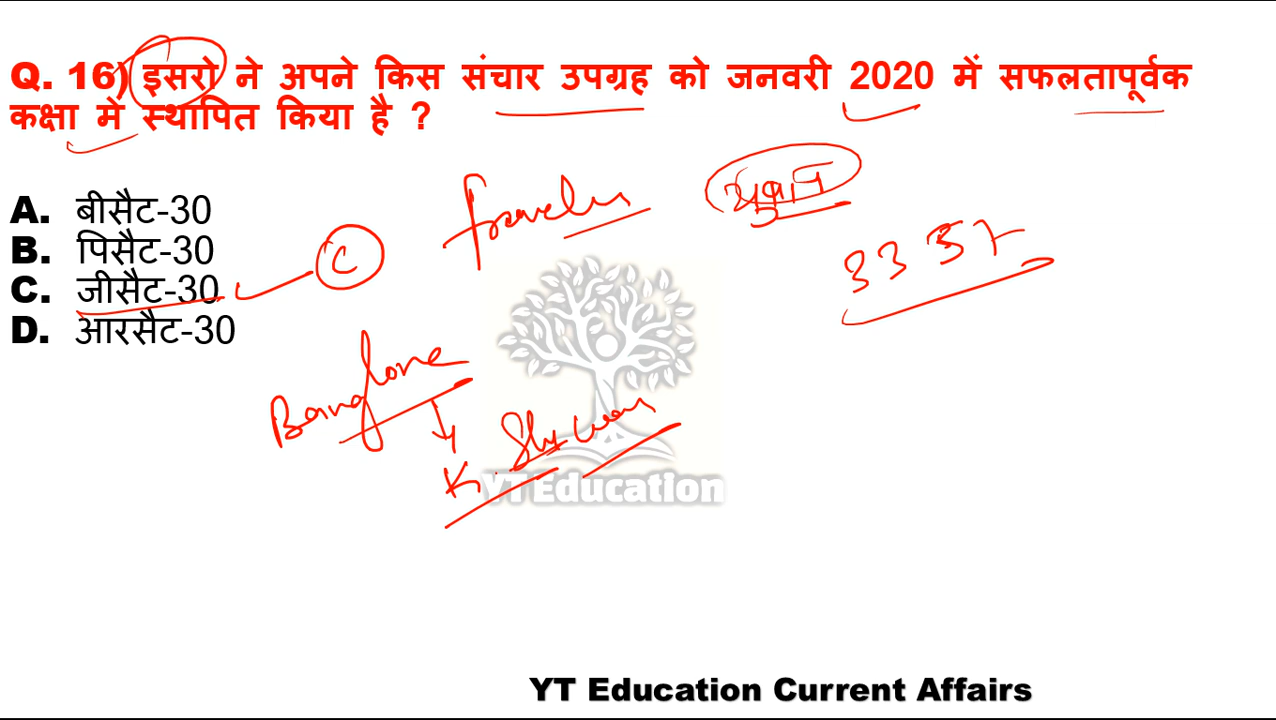 Q. 16) इसरो ने अपने किस संचार उपग्रह को जनवरी 2020 में सफलतापूर्वक
कक्षा मे स्थापित किया है ?
A. बीसैट-30
B. पिसैट-30
C. जीसैट-30
D. आरसैट-30
C
3357
Banglore
K.
YT Education
YT Education Current Affairs